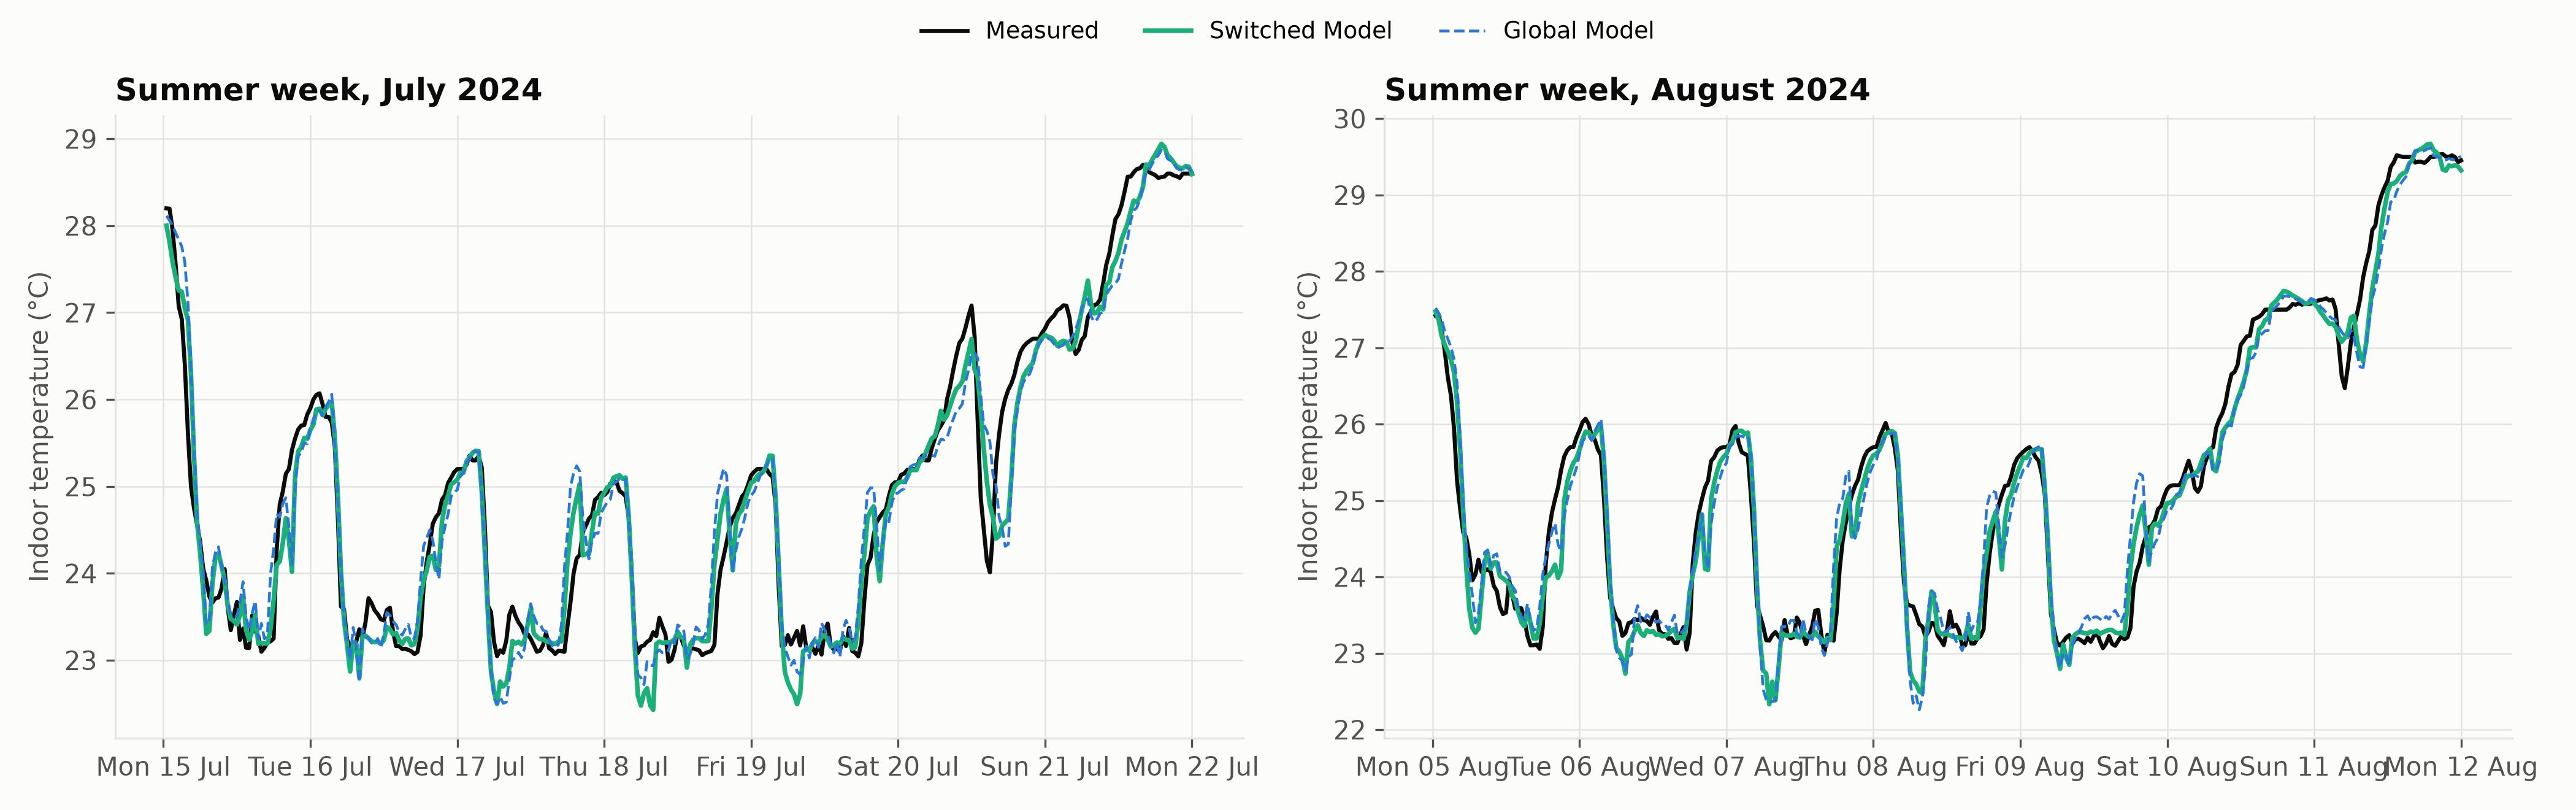 Measured Switched Model Global Model
Summer week, July 2024
Indoor temperature (°C)
29
28
27
26
25
24
23
Mon 15 Jul Tue 16 Jul Wed 17 Jul Thu 18 Jul Fri 19 Jul Sat 20 Jul Sun 21 Jul Mon 22 Jul
Summer week, August 2024
Indoor temperature (°C)
30
29
28
27
26
25
24
23
22
Mon 05 Aug Tue 06 Aug Wed 07 Aug Thu 08 Aug Fri 09 Aug Sat 10 Aug Sun 11 Aug Mon 12 Aug